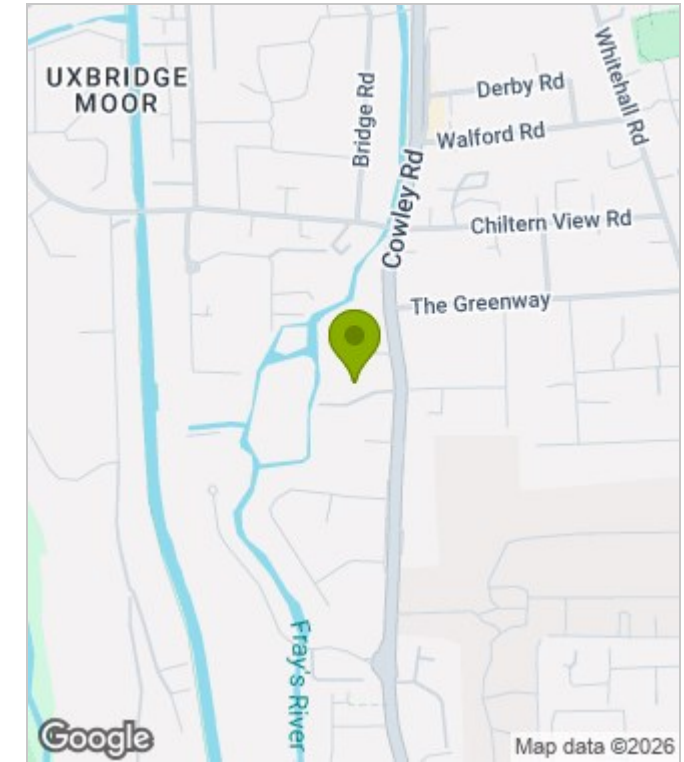 UXBRIDGE
MOOR
Bridge Rd
Derby Rd
Whitehall Rd
Walford Rd
Cowley Rd
Chiltern View Rd
The Greenway
Fray's River
Google
Map data ©2026